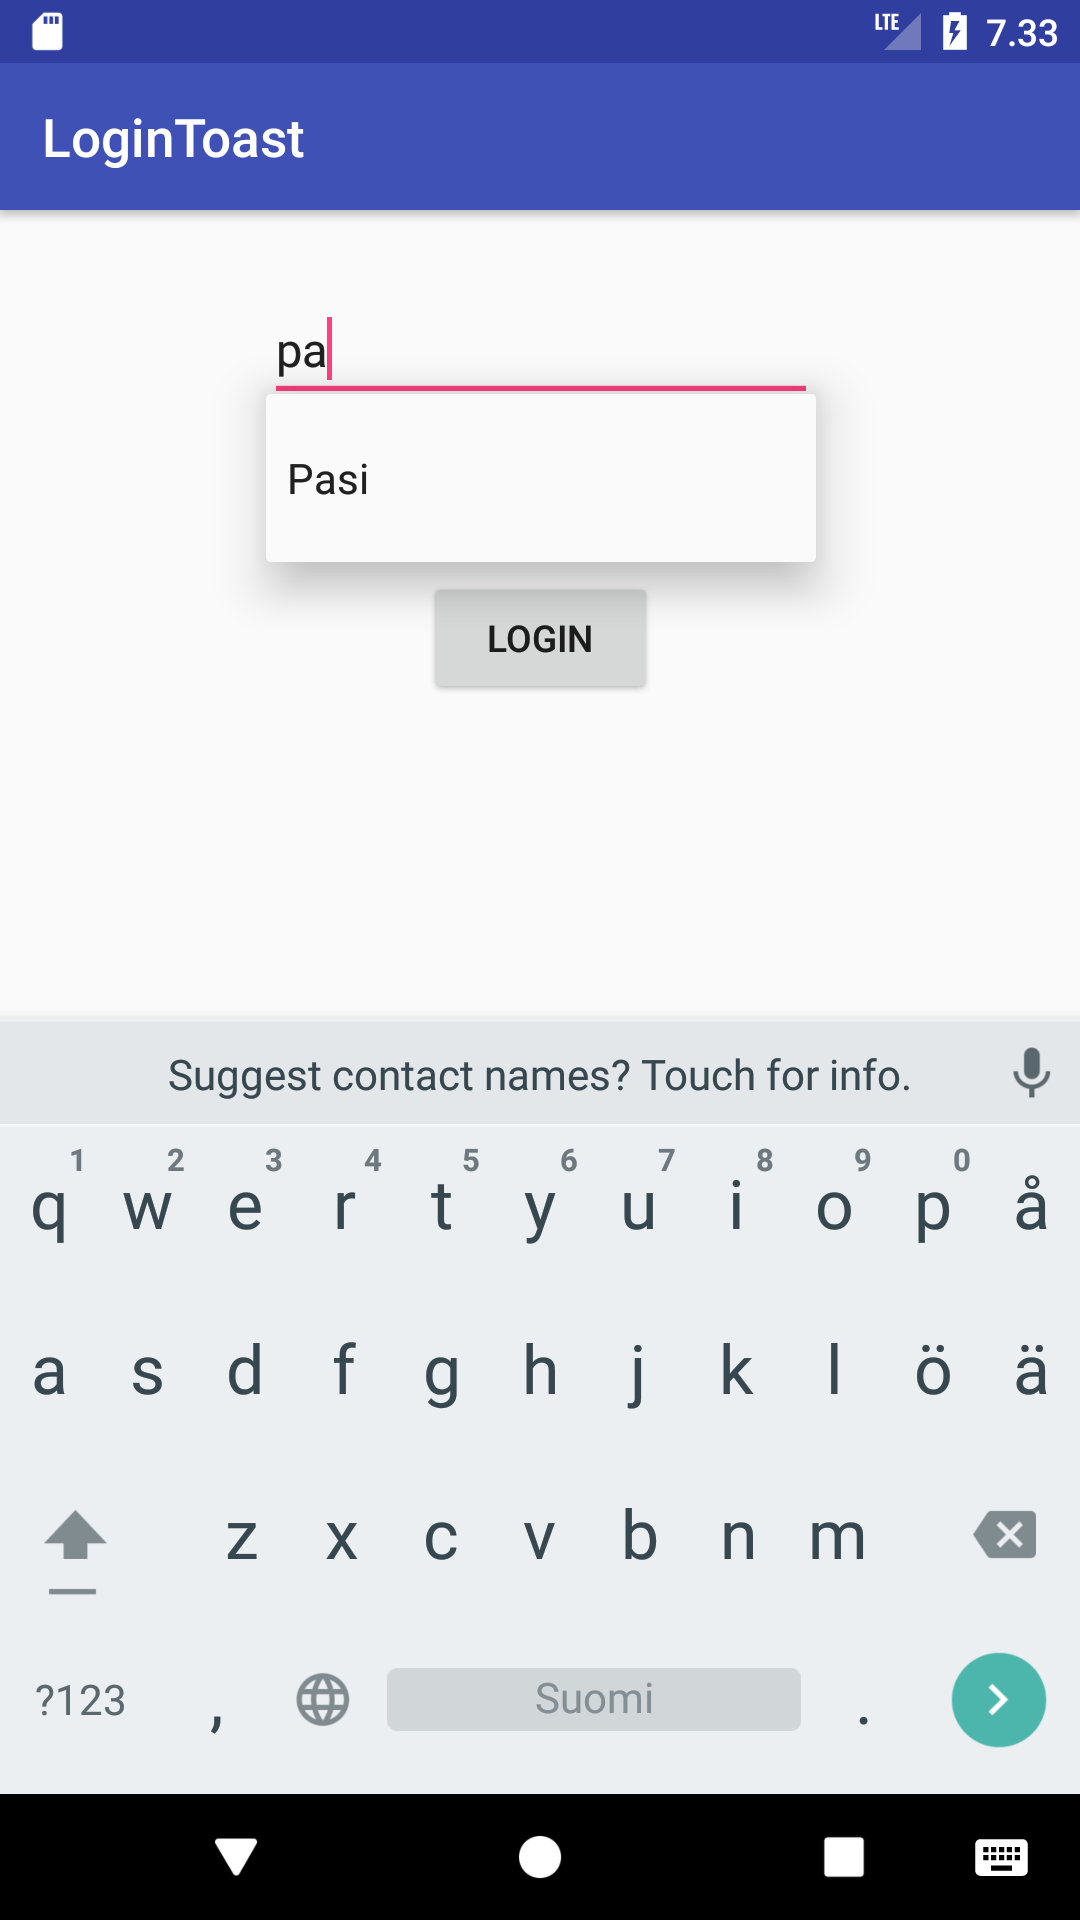 LTE 7.33
LoginToast
pa
Pasi
LOGIN
Suggest contact names? Touch for info.
1 2 3 4 5 6 7 8 9 0
q w e r t y u i o p å
a s d f g h j k l ö ä
z x c v b n m
?123 , Suomi .